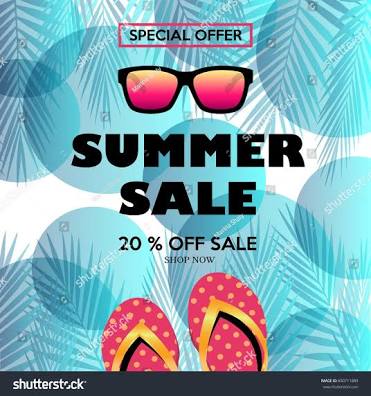 SPECIAL OFFER
SUMMER
SALE
20 % OFF SALE
SHOP NOW
shutterstock